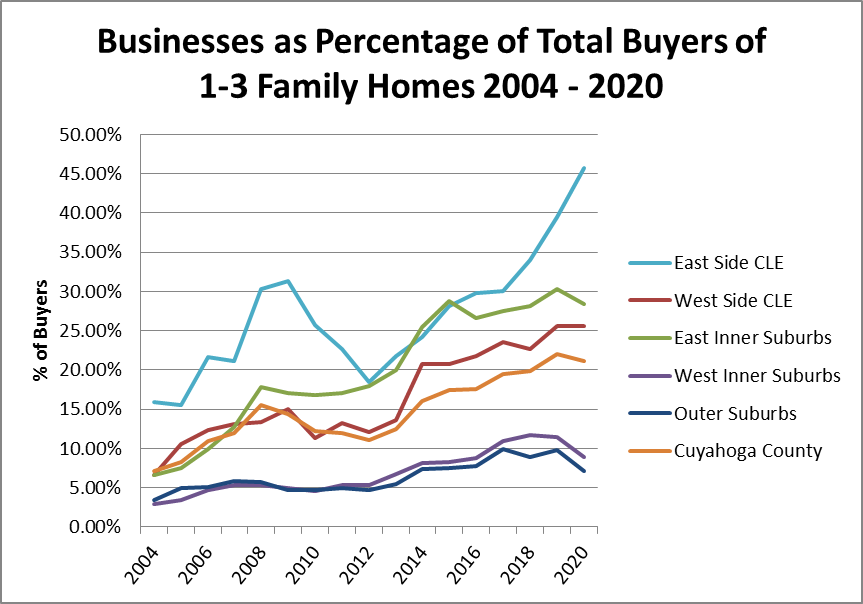 Businesses as Percentage of Total Buyers of
1-3 Family Homes 2004 - 2020
50.00%
45.00%
40.00%
35.00%
30.00%
25.00%
20.00%
15.00%
10.00%
5.00%
0.00%
% of Buyers
2004
2006
2008
2010
2012
2014
2016
2018
2020
East Side CLE
West Side CLE
East Inner Suburbs
West Inner Suburbs
Outer Suburbs
Cuyahoga County